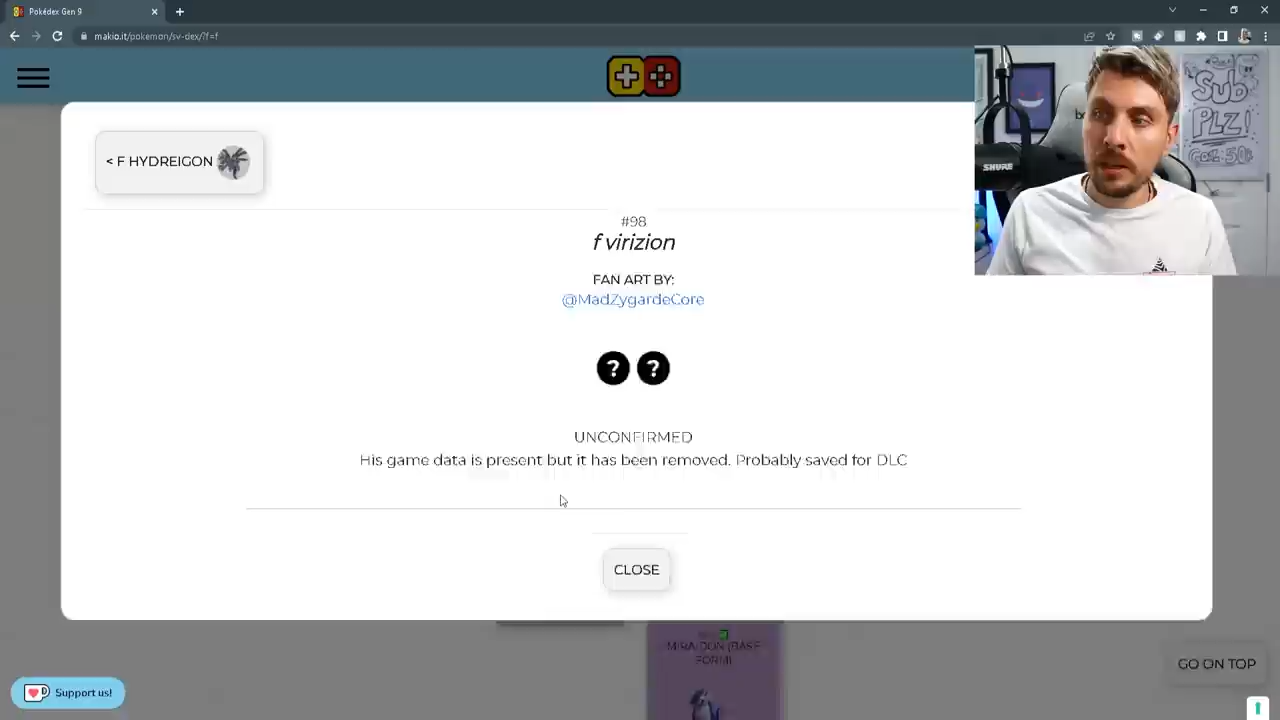 Pokédex Gen 9
makio.it/pokemon/sv-dex/?f=f
< F HYDREIGON
#98
f virizion
FAN ART BY:
@MadZygardeCore
? ?
UNCONFIRMED
His game data is present but it has been removed. Probably saved for DLC
CLOSE
MIRAIDON (BASE
FORM)
GO ON TOP
Support us!
SHURE
Sub
PLZ!